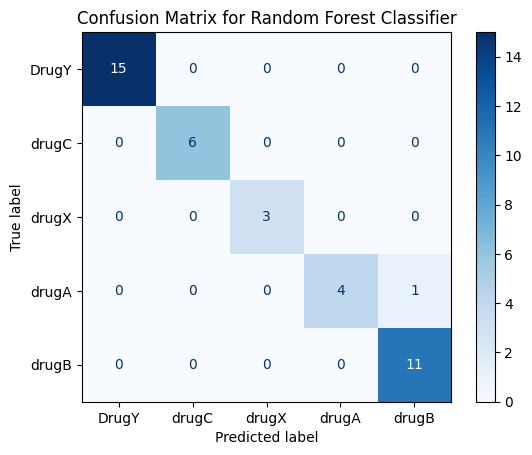 Confusion Matrix for Random Forest Classifier
DrugY 15 0 0 0 0
drugC 0 6 0 0 0
drugX 0 0 3 0 0
drugA 0 0 0 4 1
drugB 0 0 0 0 11
DrugY drugC drugX drugA drugB
Predicted label
True label
14
12
10
8
6
4
2
0